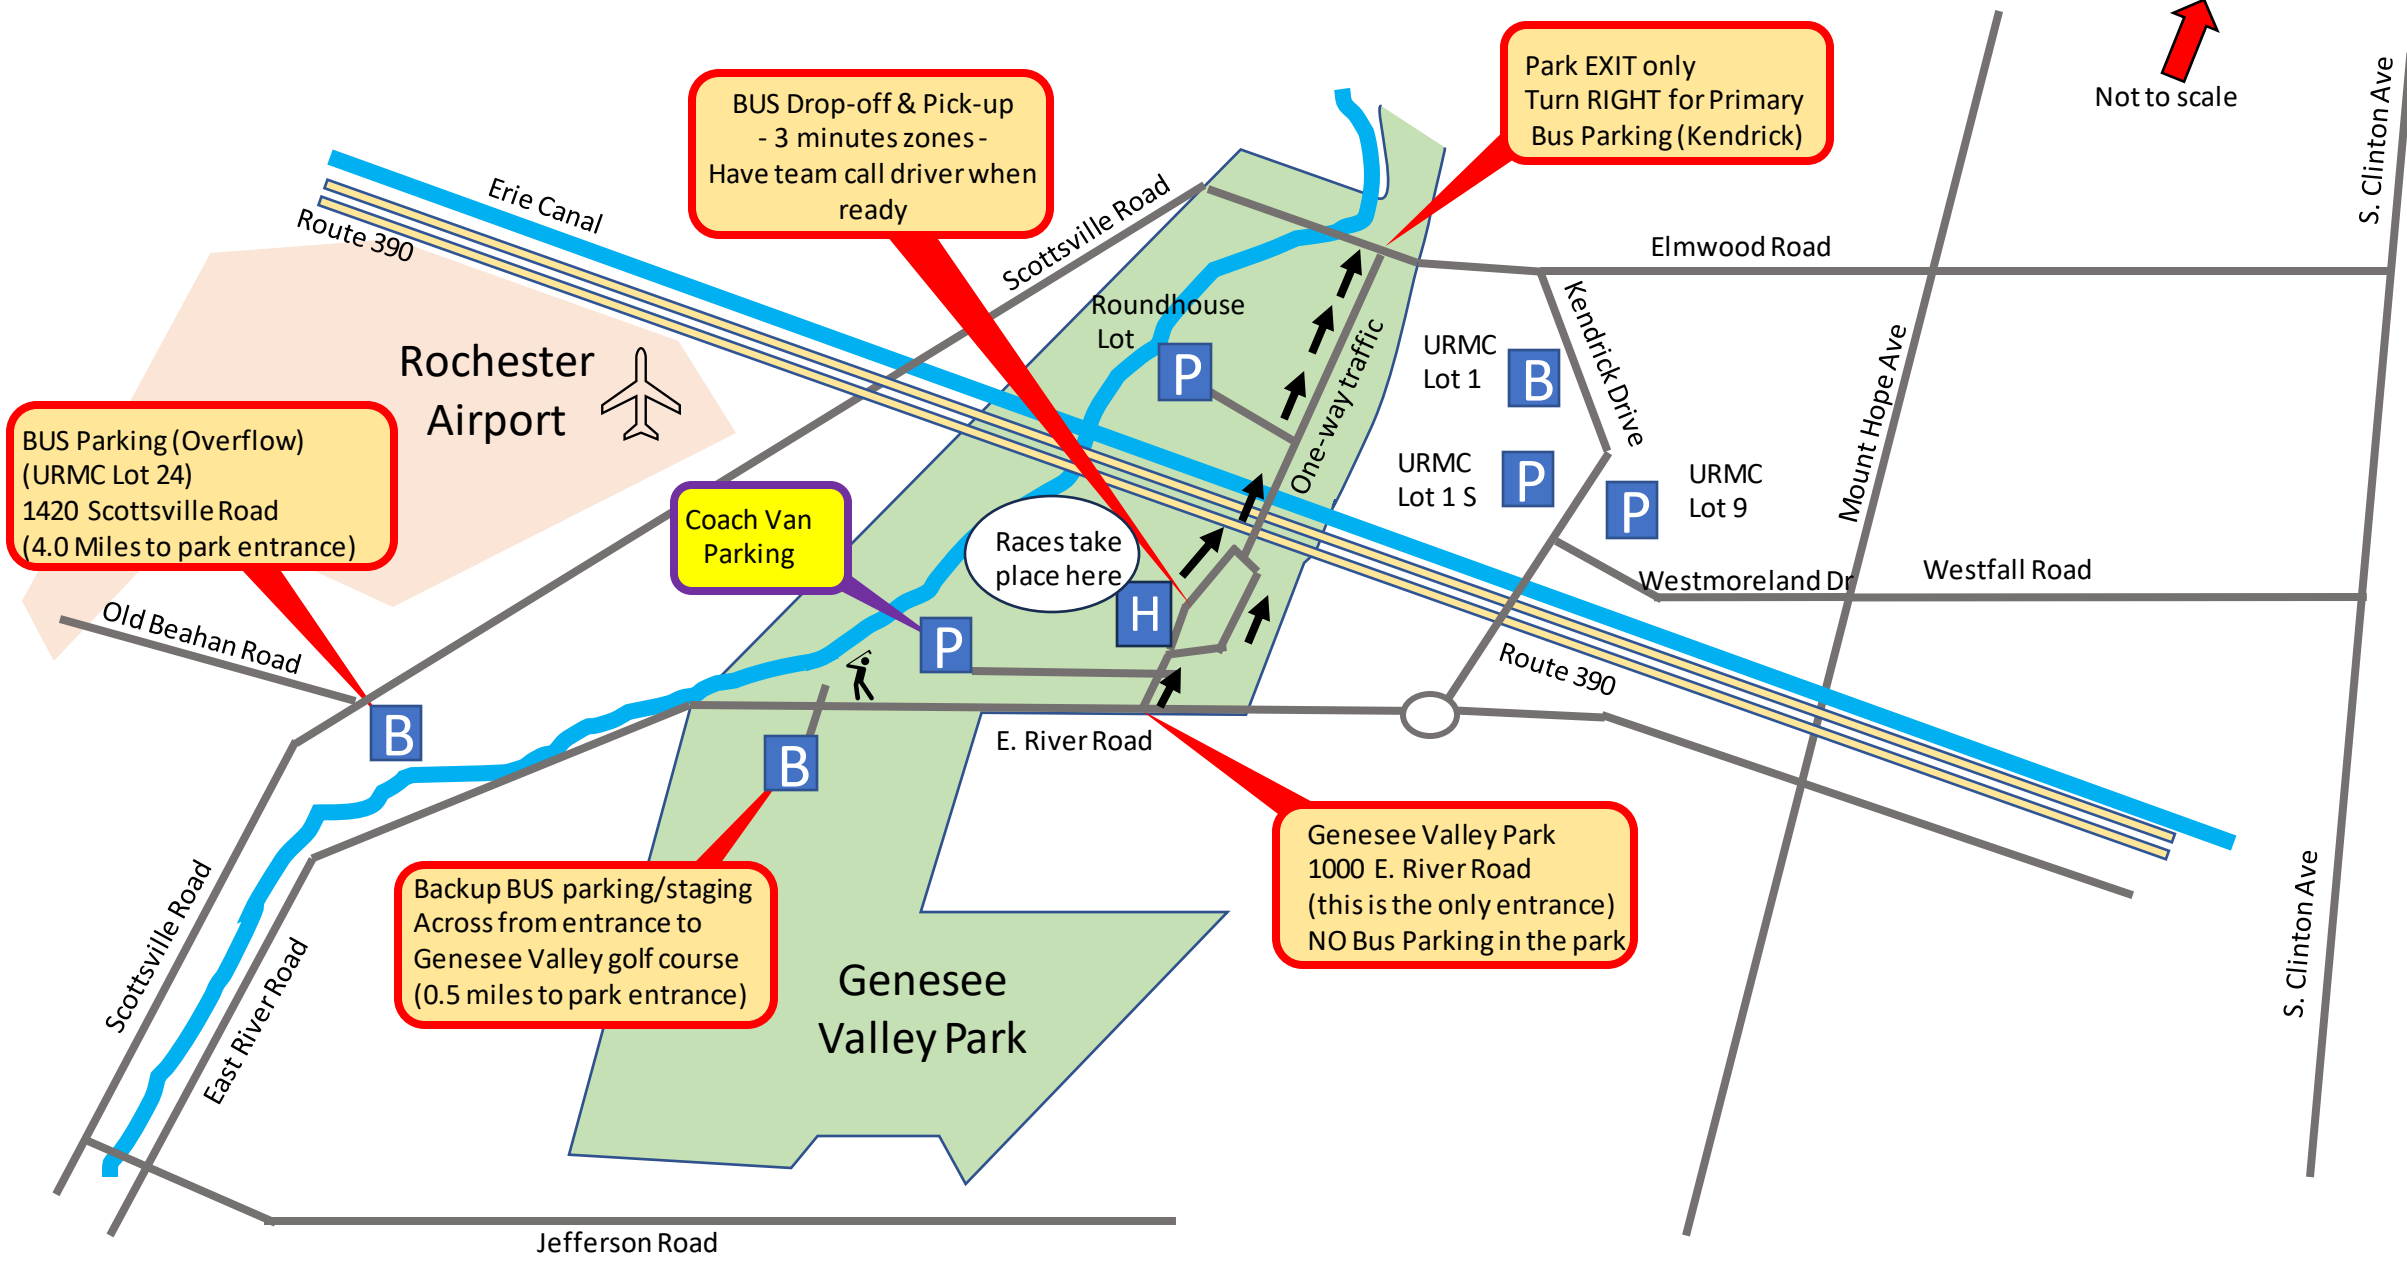 Not to scale
Park EXIT only
Turn RIGHT for Primary
Bus Parking (Kendrick)
BUS Drop-off & Pick-up
- 3 minutes zones -
Have team call driver when
ready
S. Clinton Ave
Erie Canal
Route 390
Scottsville Road
Elmwood Road
Roundhouse
Lot
P
One-way traffic
Kendrick Drive
Mount Hope Ave
URMC
Lot 1
B
URMC
Lot 1 S
P
P
URMC
Lot 9
Rochester
Airport
BUS Parking (Overflow)
(URMC Lot 24)
1420 Scottsville Road
(4.0 Miles to park entrance)
Coach Van
Parking
Races take
place here
H
P
Westmoreland Dr
Westfall Road
Old Beahan Road
Route 390
B
B
E. River Road
Genesee Valley Park
1000 E. River Road
(this is the only entrance)
NO Bus Parking in the park
Backup BUS parking/staging
Across from entrance to
Genesee Valley golf course
(0.5 miles to park entrance)
Genesee
Valley Park
Scottsville Road
East River Road
S. Clinton Ave
Jefferson Road